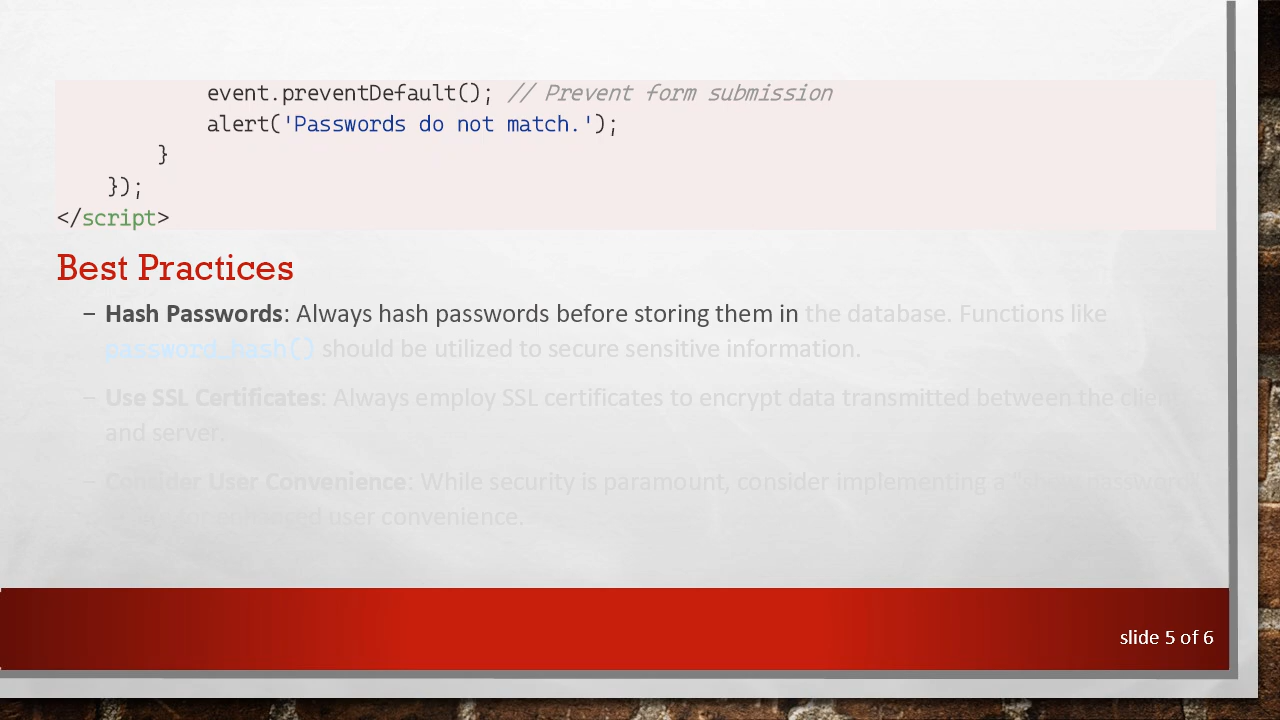 event.preventDefault(); // Prevent form submission
alert('Passwords do not match.');
}
});
</script>
Best Practices
– Hash Passwords: Always hash passwords before storing them in the database. Functions like
password_hash() should be utilized to secure sensitive information.
– Use SSL Certificates: Always employ SSL certificates to encrypt data transmitted between the client
and server.
– Consider User Convenience: While security is paramount, consider implementing a "show password"
user convenience.
slide 5 of 6